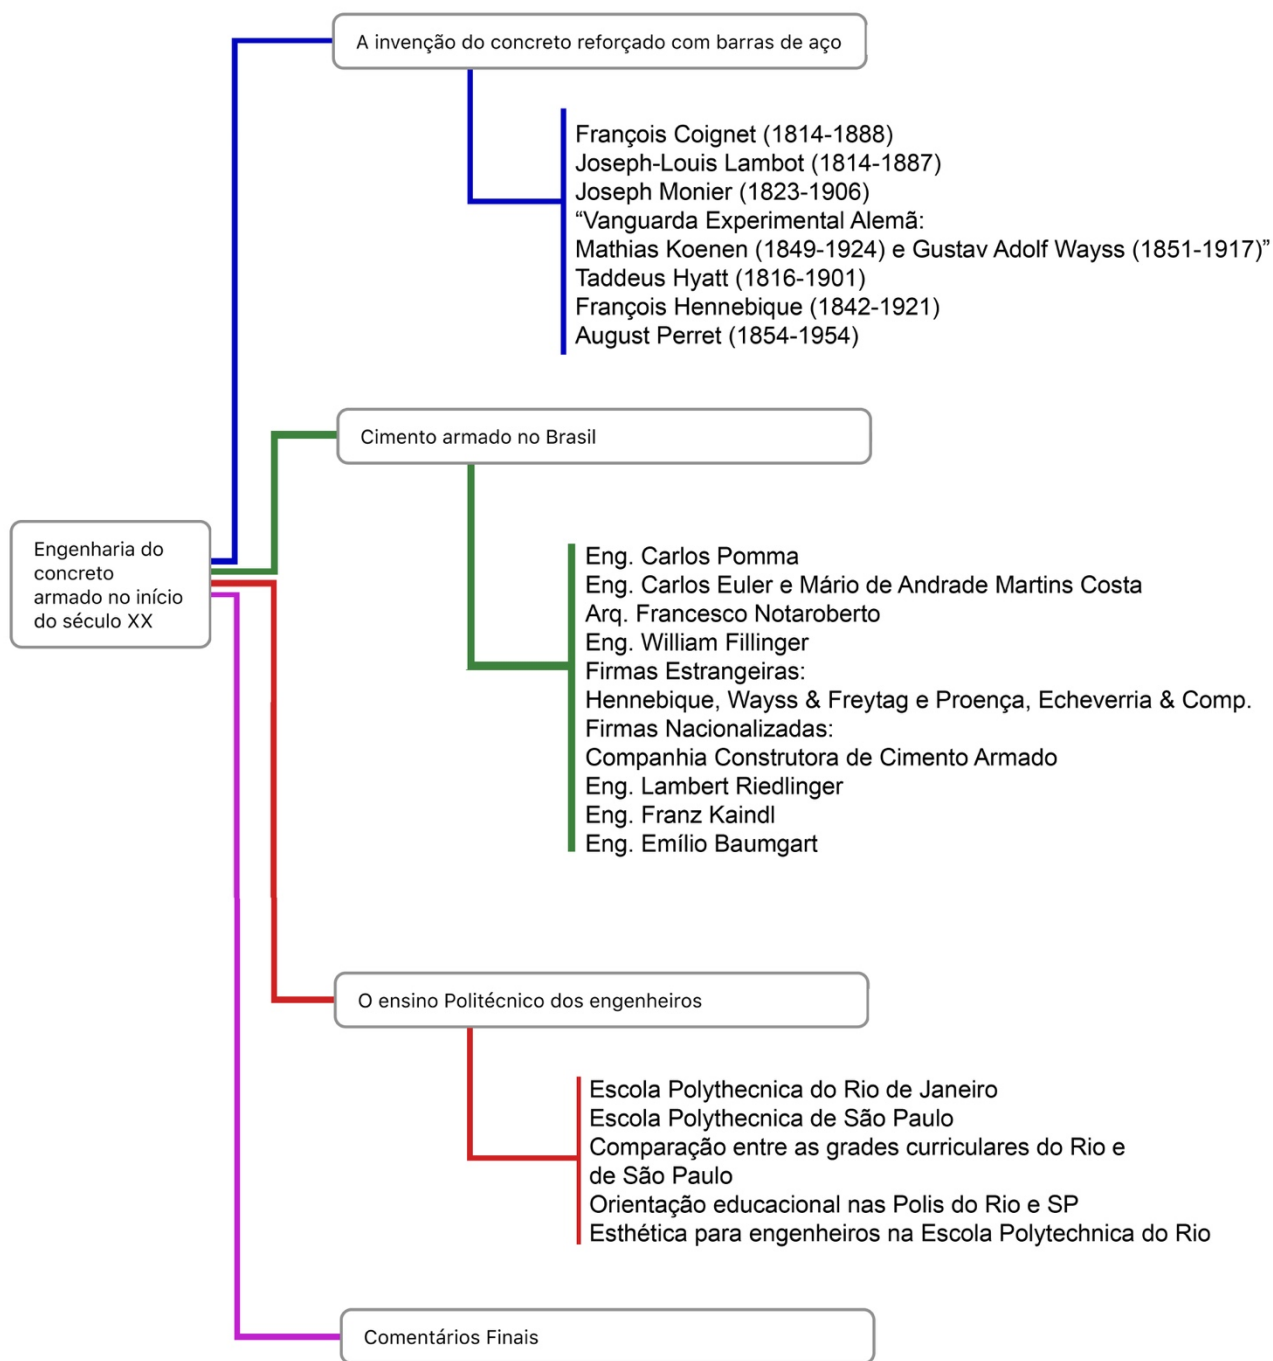 A invenção do concreto reforçado com barras de aço
François Coignet (1814-1888)
Joseph-Louis Lambot (1814-1887)
Joseph Monier (1823-1906)
“Vanguarda Experimental Alemã:
Mathias Koenen (1849-1924) e Gustav Adolf Wayss (1851-1917)”
Taddeus Hyatt (1816-1901)
François Hennebique (1842-1921)
August Perret (1854-1954)
Cimento armado no Brasil
Eng. Carlos Pomma
Eng. Carlos Euler e Mário de Andrade Martins Costa
Arq. Francesco Notaroberto
Eng. William Fillinger
Firmas Estrangeiras:
Hennebique, Wayss & Freytag e Proença, Echeverria & Comp.
Firmas Nacionalizadas:
Companhia Construtora de Cimento Armado
Eng. Lambert Riedlinger
Eng. Franz Kaindl
Eng. Emílio Baumgart
Engenharia do
concreto
armado no início
do século XX
O ensino Politécnico dos engenheiros
Escola Polythecnica do Rio de Janeiro
Escola Polythecnica de São Paulo
Comparação entre as grades curriculares do Rio e
de São Paulo
Orientação educacional nas Polis do Rio e SP
Esthética para engenheiros na Escola Polytechnica do Rio
Comentários Finais